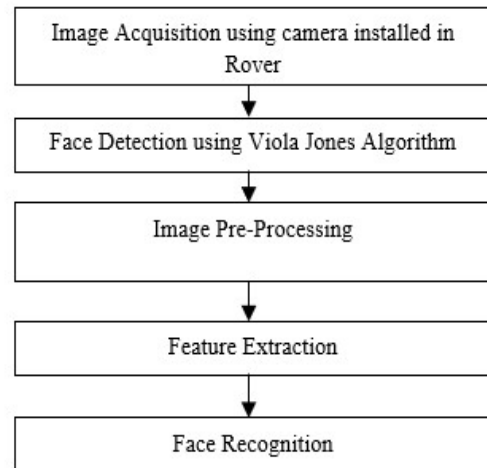 Image Acquisition using camera installed in
Rover
Face Detection using Viola Jones Algorithm
Image Pre-Processing
Feature Extraction
Face Recognition